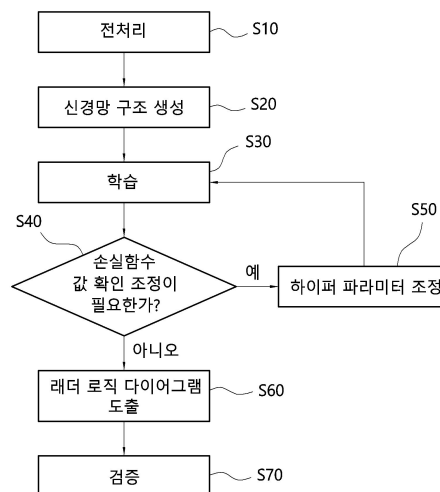 전처리
S10
신경망 구조 생성
S20
학습
S30
S40
손실함수
값 확인 조정이
필요한가?
예
S50
하이퍼 파라미터 조정
아니오
래더 로직 다이어그램
도출
S60
검증
S70